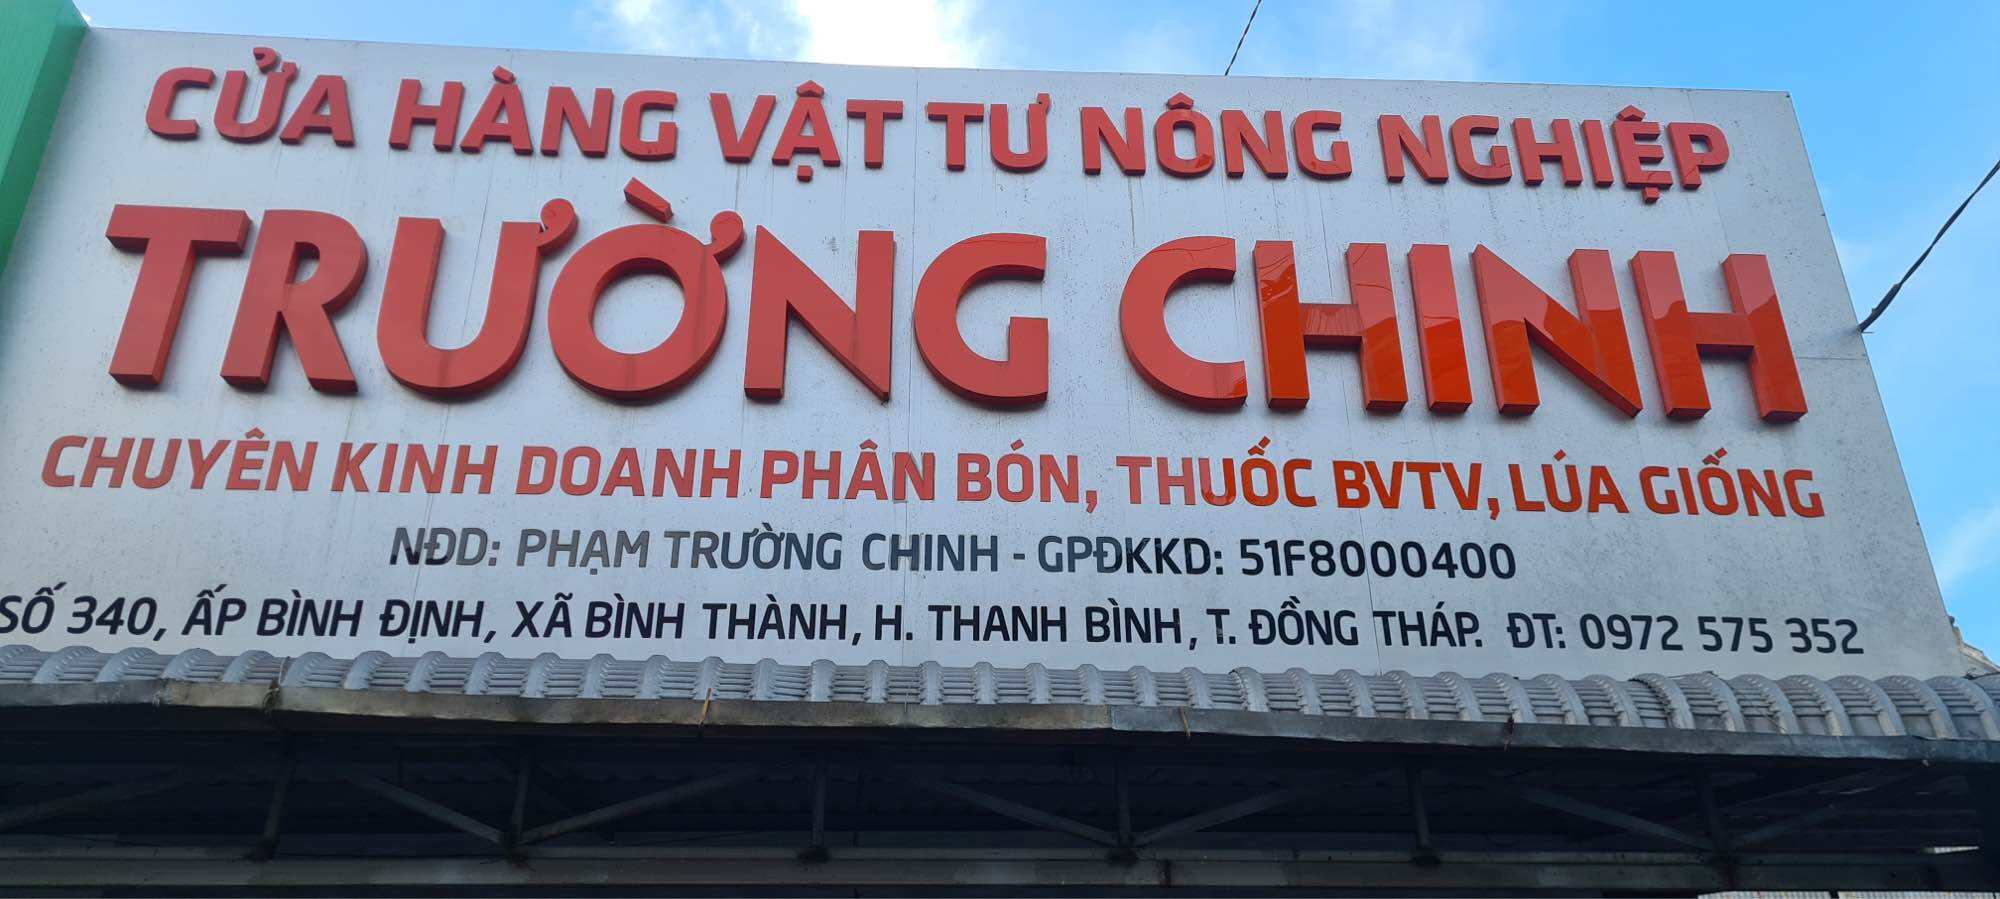 CỬA HÀNG VẬT TƯ NÔNG NGHIỆP
TRƯỜNG CHINH
CHUYÊN KINH DOANH PHÂN BÓN, THUỐC BVTV, LÚA GIỐNG
NĐD: PHẠM TRƯỜNG CHINH - GPĐKKD: 51F8000400
SỐ 340, ẤP BÌNH ĐỊNH, XÃ BÌNH THÀNH, H. THANH BÌNH, T. ĐỒNG THÁP. ĐT: 0972 575 352